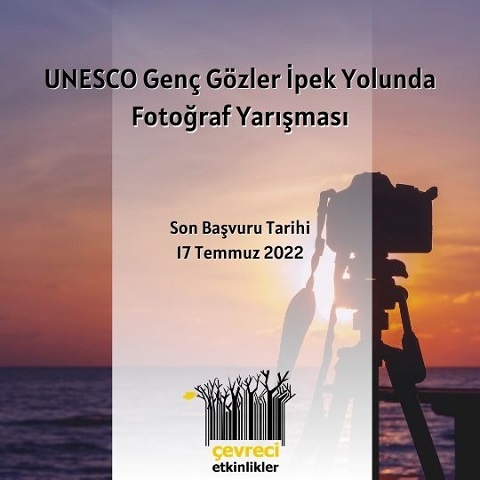 UNESCO Genç Gözler İpek Yolunda
Fotoğraf Yarışması
Son Başvuru Tarihi
17 Temmuz 2022
çevreci
etkinlikler